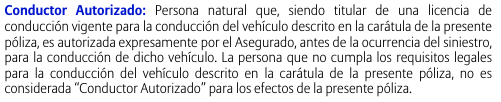 Conductor Autorizado: Persona natural que, siendo titular de una licencia de
conducción vigente para la conducción del vehículo descrito en la carátula de la presente
póliza, es autorizada expresamente por el Asegurado, antes de la ocurrencia del siniestro,
para la conducción de dicho vehículo. La persona que no cumpla los requisitos legales
para la conducción del vehículo descrito en la carátula de la presente póliza, no es
considerada “Conductor Autorizado” para los efectos de la presente póliza.